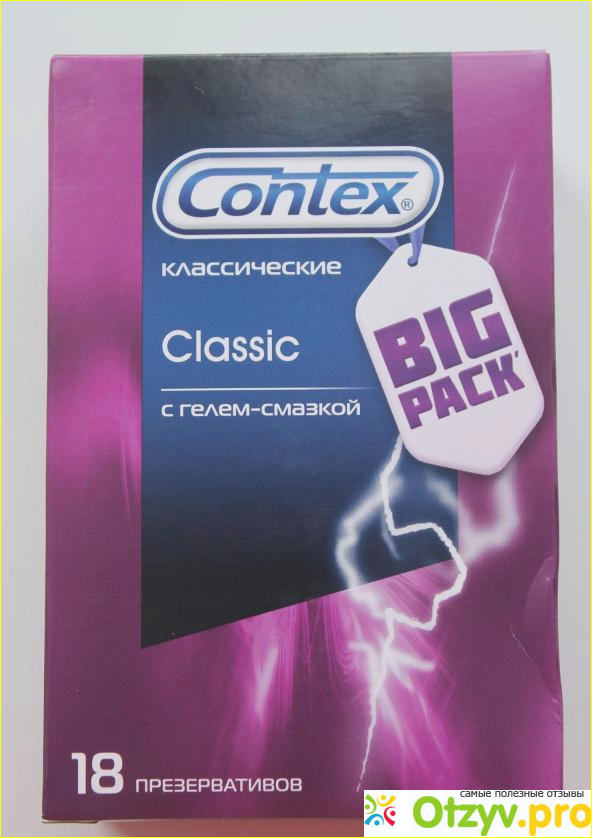 Contex®
классические
Classic
с гелем-смазкой
BIG
PACK
18 ПРЕЗЕРВАТИВОВ
самые полезные отзывы
Otzyv.pro